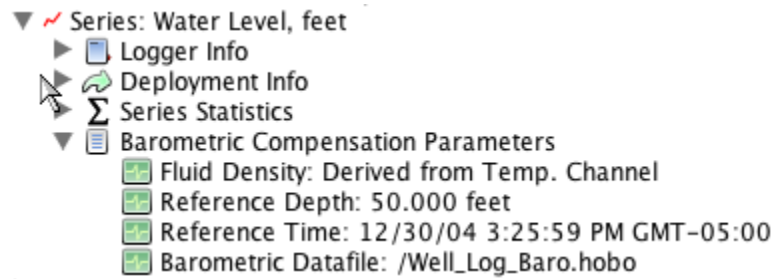 Series: Water Level, feet
Logger Info
Deployment Info
Σ Series Statistics
Barometric Compensation Parameters
Fluid Density: Derived from Temp. Channel
Reference Depth: 50.000 feet
Reference Time: 12/30/04 3:25:59 PM GMT-05:00
Barometric Datafile: /Well_Log_Baro.hobo